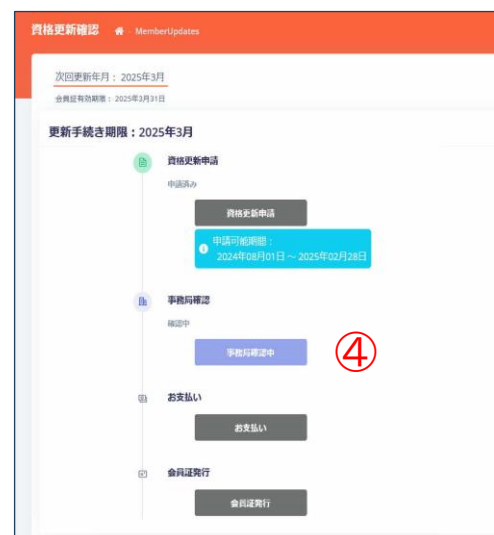 資格更新確認 - MemberUpdates
次回更新年月： 2025年3月
会員証有効期限： 2025年3月31日
更新手続き期限：2025年3月
資格更新申請
申請済み
資格更新申請
申請可能期間：
2024年08月01日 ～ 2025年02月28日
事務局確認
確認中
事務局確認中
④
お支払い
お支払い
会員証発行
会員証発行